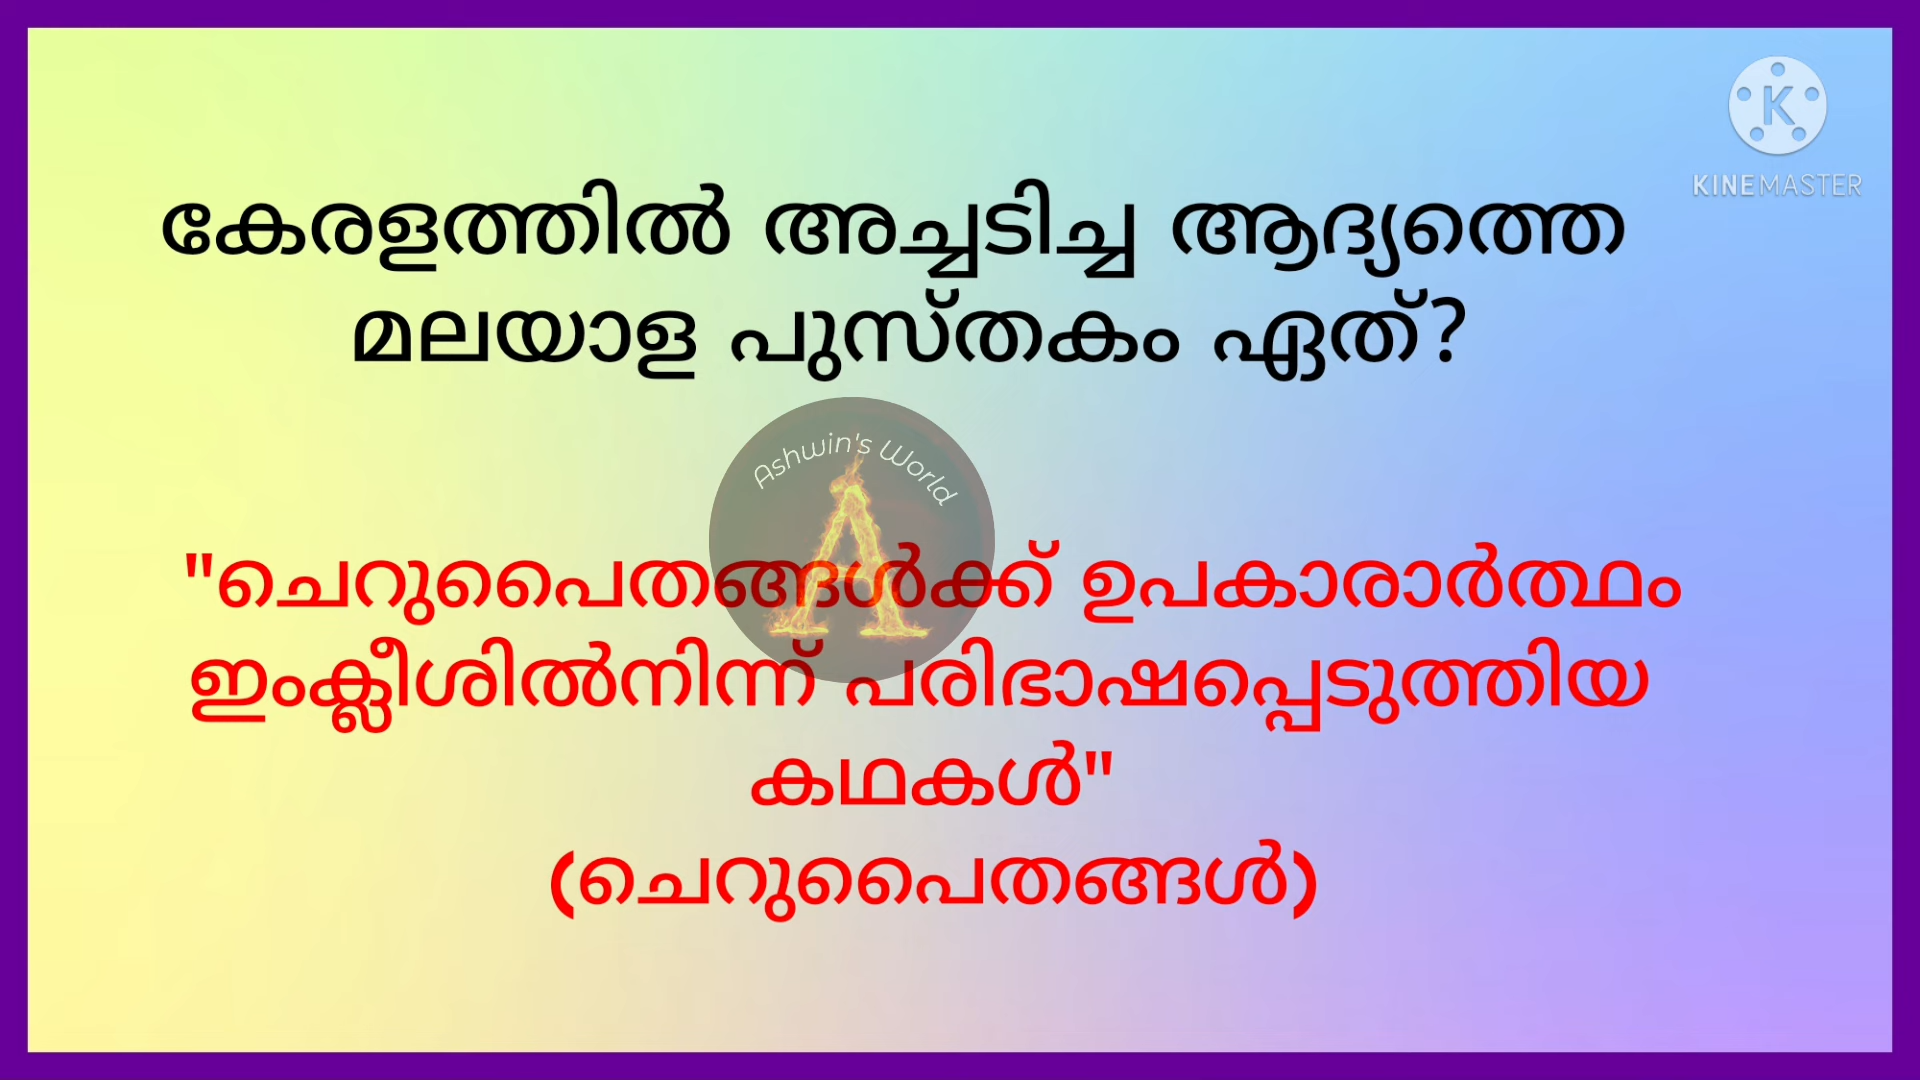 K
KINEMASTER
കേരളത്തിൽ അച്ചടിച്ച ആദ്യത്തെ
മലയാള പുസ്തകം ഏത്?
Ashwin's World
A
"ചെറുപൈതങ്ങൾക്ക് ഉപകാരാർത്ഥം
ഇംക്ലീശിൽനിന്ന് പരിഭാഷപ്പെടുത്തിയ
കഥകൾ"
(ചെറുപൈതങ്ങൾ)